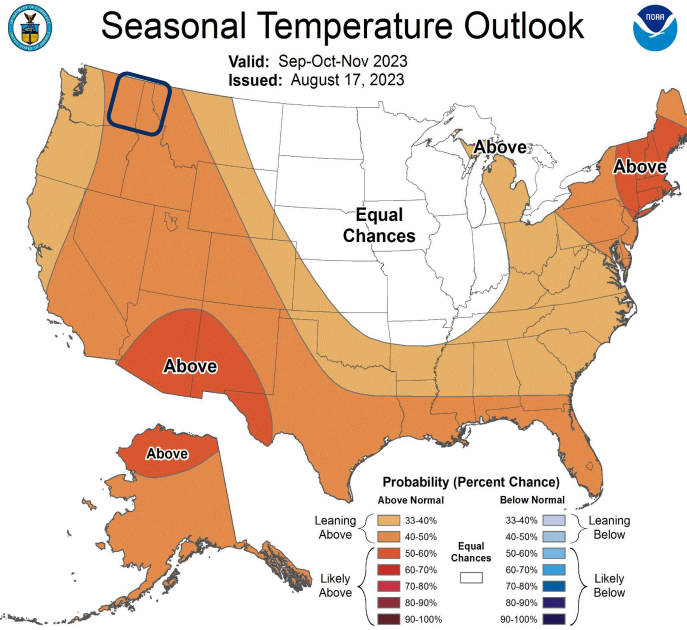 Seasonal Temperature Outlook
NOAA
Valid: Sep-Oct-Nov 2023
Issued: August 17, 2023
Above
Above
Equal
Chances
Above
Above
Probability (Percent Chance)
Above Normal
Below Normal
Leaning
Above
33-40%
40-50%
Likely
Above
50-60%
60-70%
70-80%
80-90%
90-100%
Equal
Chances
33-40%
40-50%
Leaning
Below
50-60%
60-70%
70-80%
80-90%
90-100%
Likely
Below